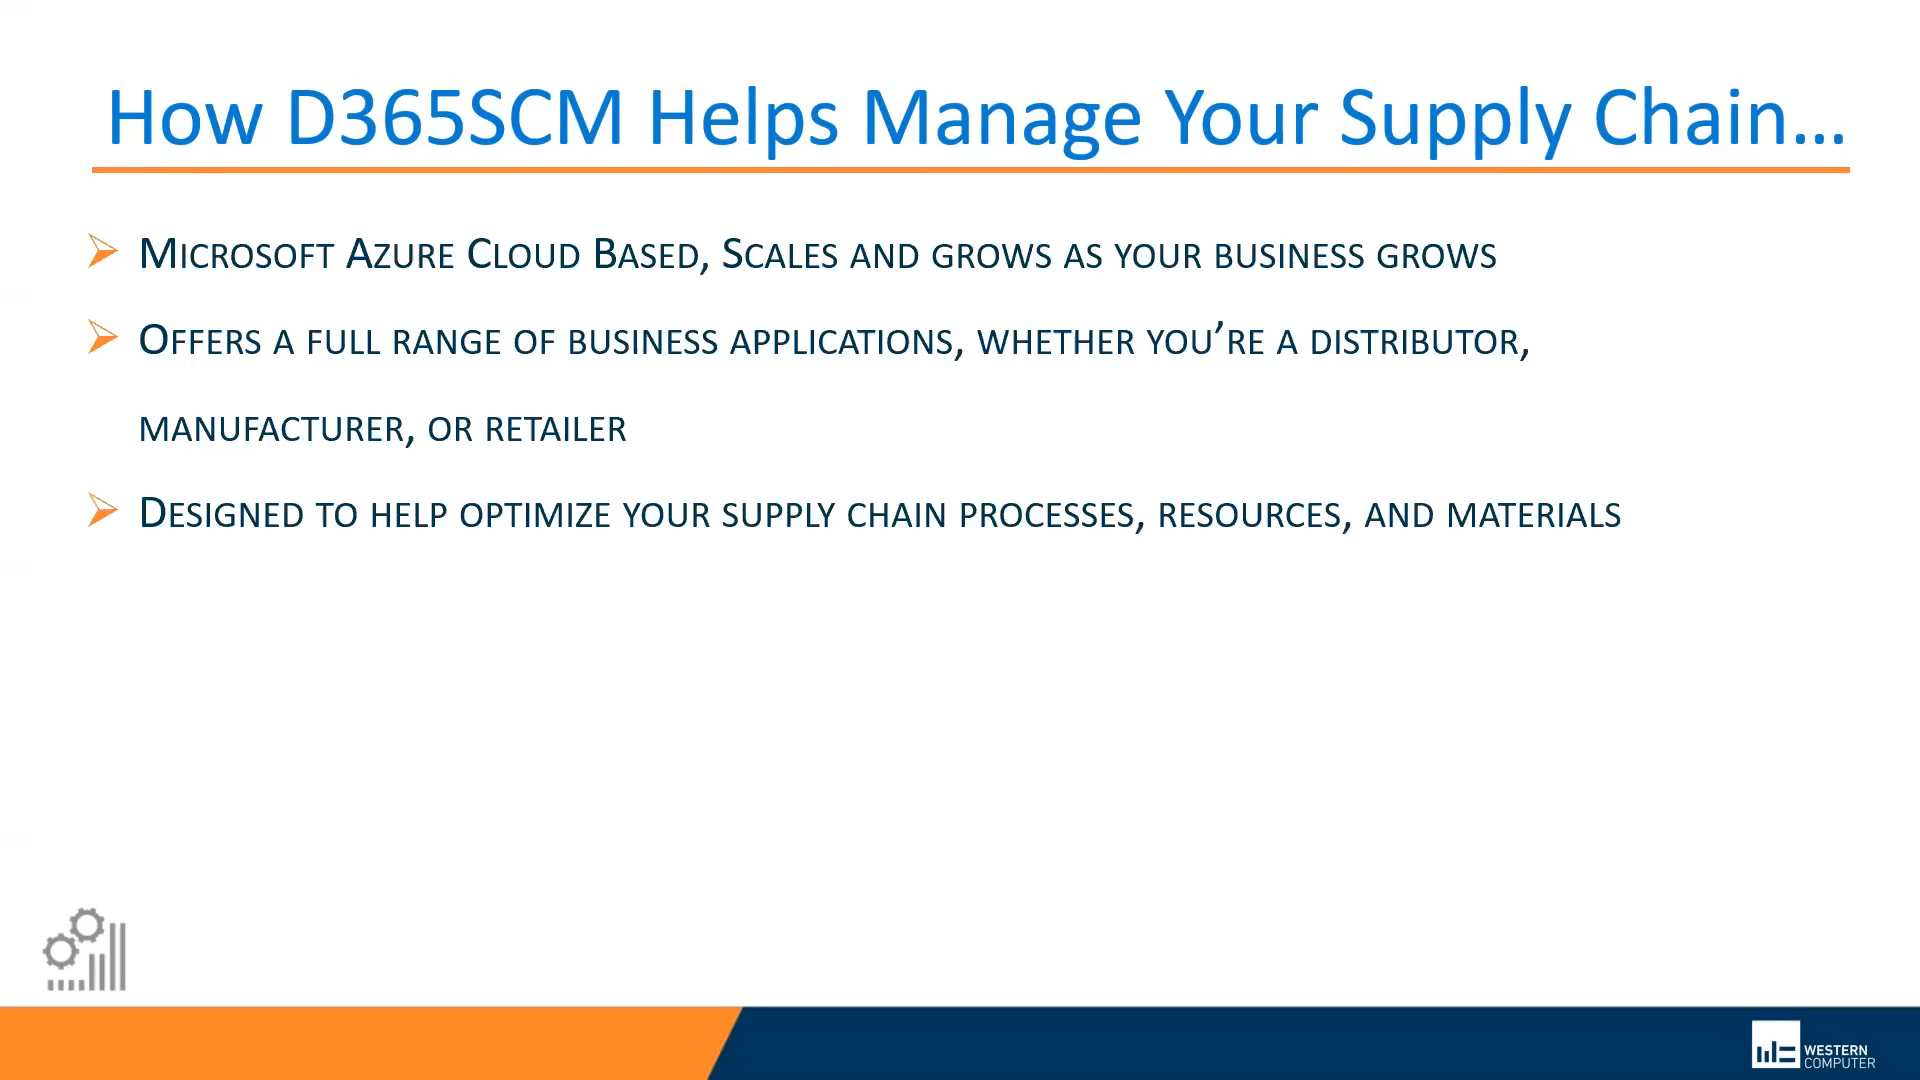 How D365SCM Helps Manage Your Supply Chain...
Microsoft Azure Cloud Based, Scales and grows as your business grows
Offers a full range of business applications, whether you’re a distributor,
manufacturer, or retailer
Designed to help optimize your supply chain processes, resources, and materials
WESTERN
COMPUTER